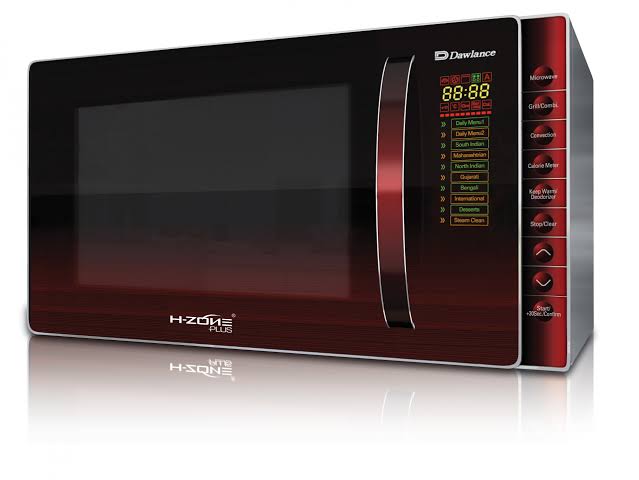 Dawlance
A
88:88
°C
Daily Menu1
Daily Menu2
South Indian
Maharashtrian
North Indian
Gujarati
Bengali
International
Desserts
Steam Clean
Microwave
Grill/Combi.
Convection
Calorie Meter
Keep Warm/
Deodorizer
Stop/Clear
Start/
+30Sec./Confirm
H-ZONE®
PLUS